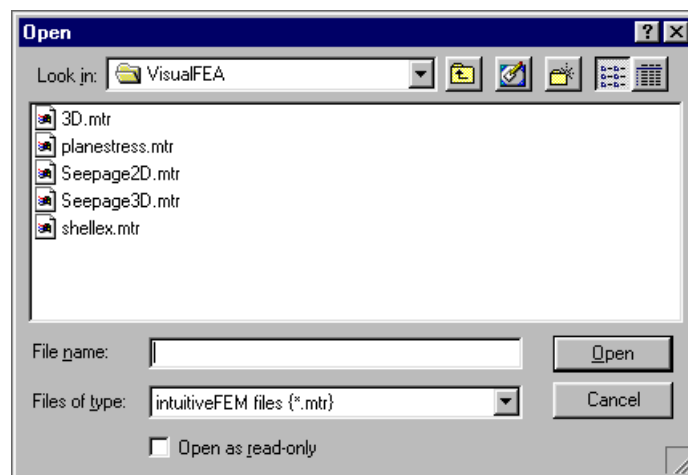 Open
Look in: VisualFEA
3D.mtr
planestress.mtr
Seepage2D.mtr
Seepage3D.mtr
shellex.mtr
File name: Open
Files of type: intuitiveFEM files {*.mtr} Cancel
Open as read-only